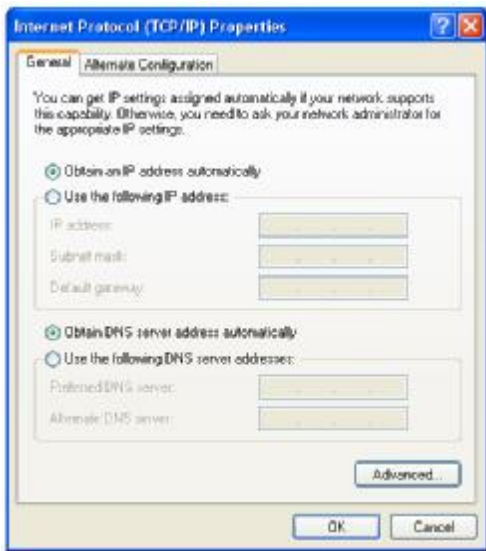 Internet Protocol (TCP/IP) Properties
General
Alternate Configuration
You can get IP settings assigned automatically if your network supports
this capability. Otherwise, you need to ask your network administrator for
the appropriate IP settings.
Obtain an IP address automatically
Use the following IP address:
IP address:
Subnet mask:
Default gateway:
Obtain DNS server address automatically
Use the following DNS server addresses:
Preferred DNS server:
Alternate DNS server:
Advanced...
OK
Cancel